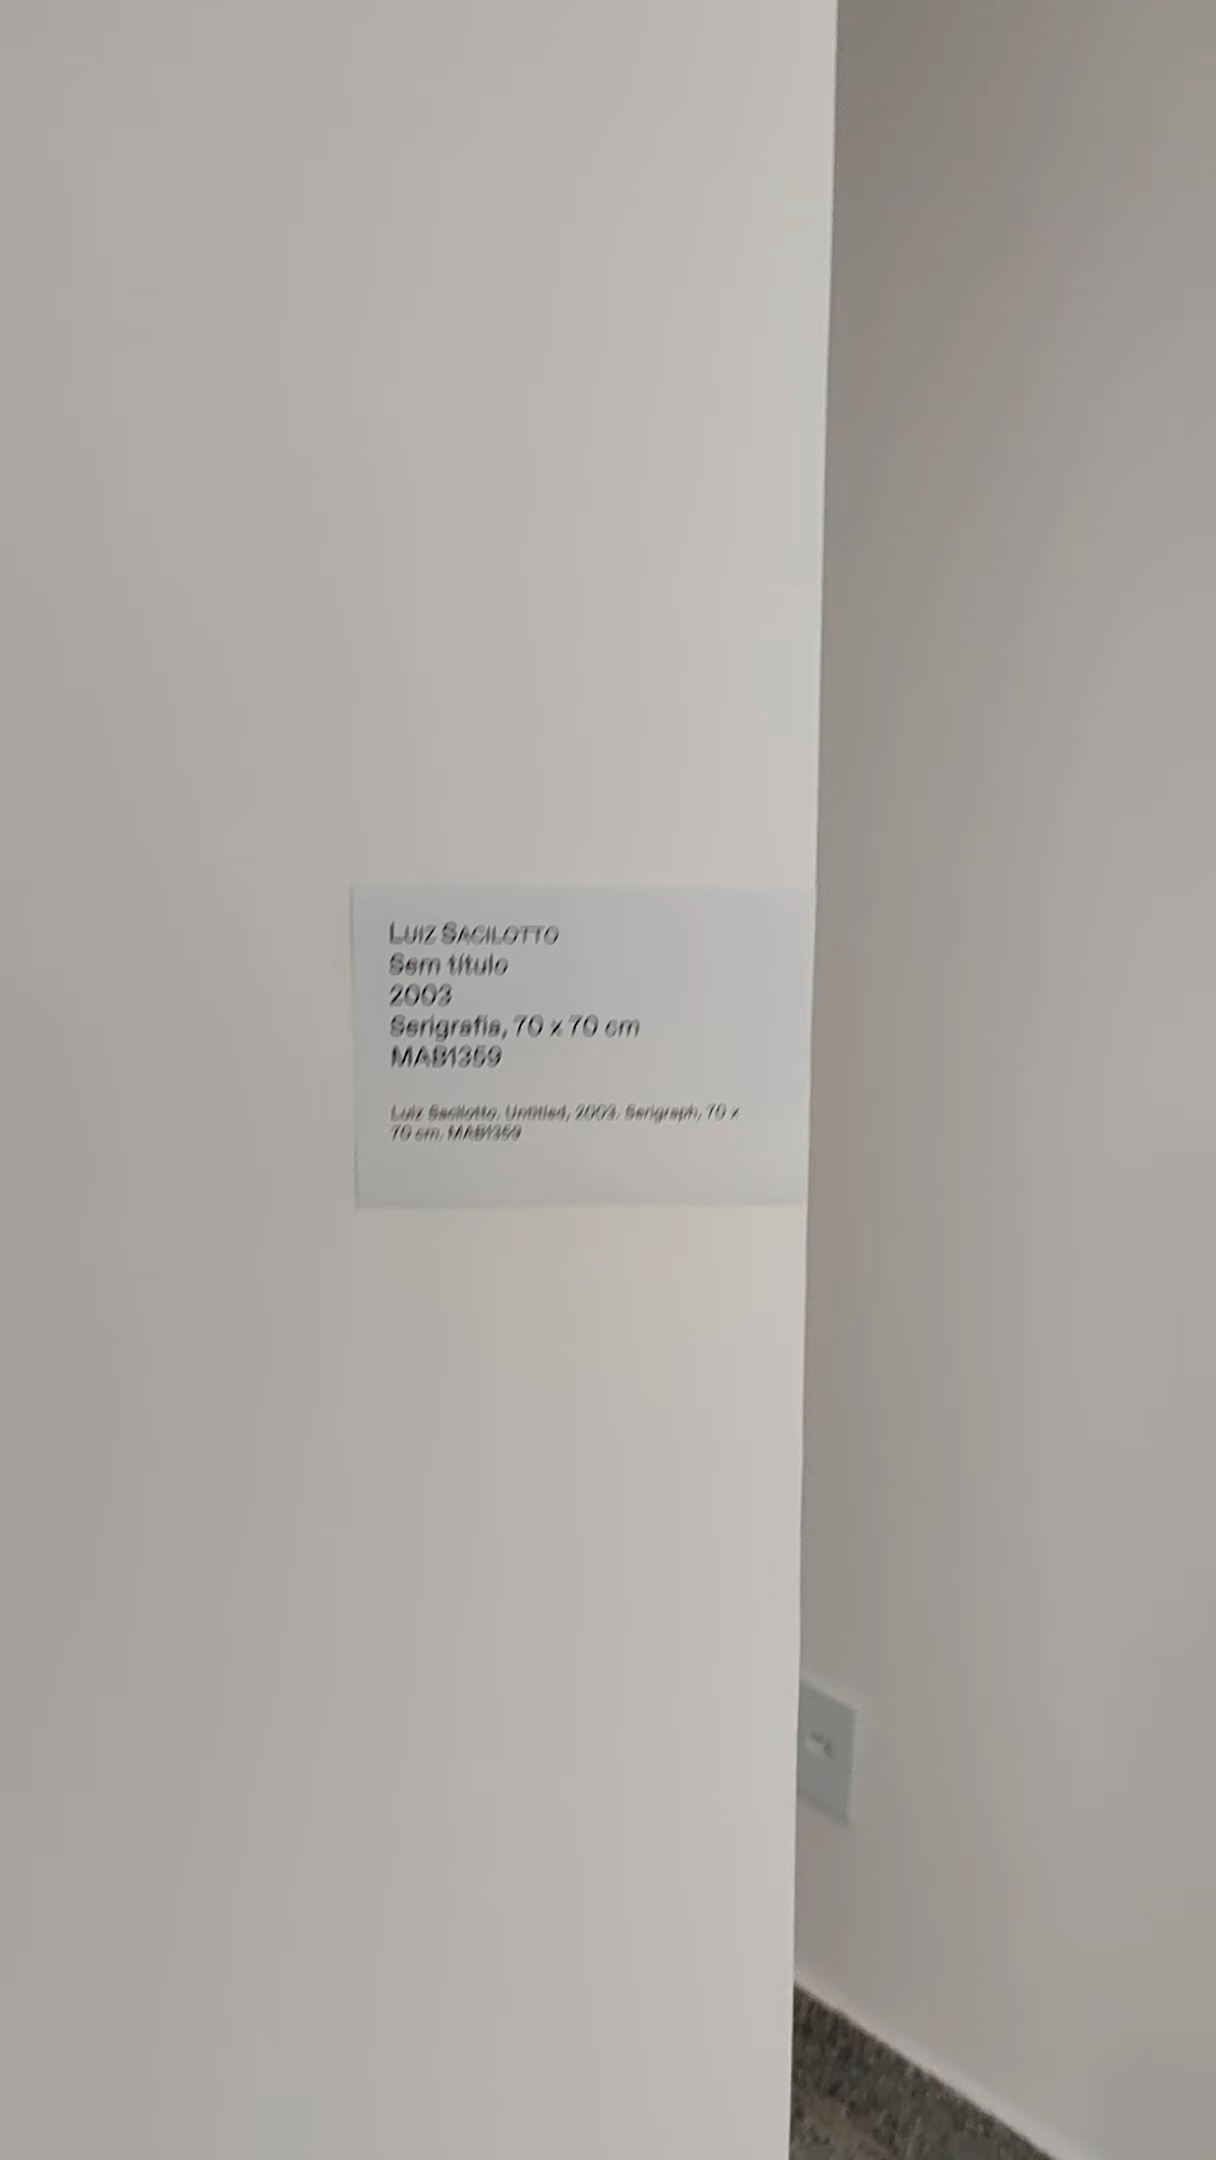 LUIZ SACILOTTO
Sem título
2003
Serigrafia, 70 x 70 cm
MAB1359
Luiz Sacilotto. Untitled, 2003. Serigraph, 70 x
70 cm. MAB1359